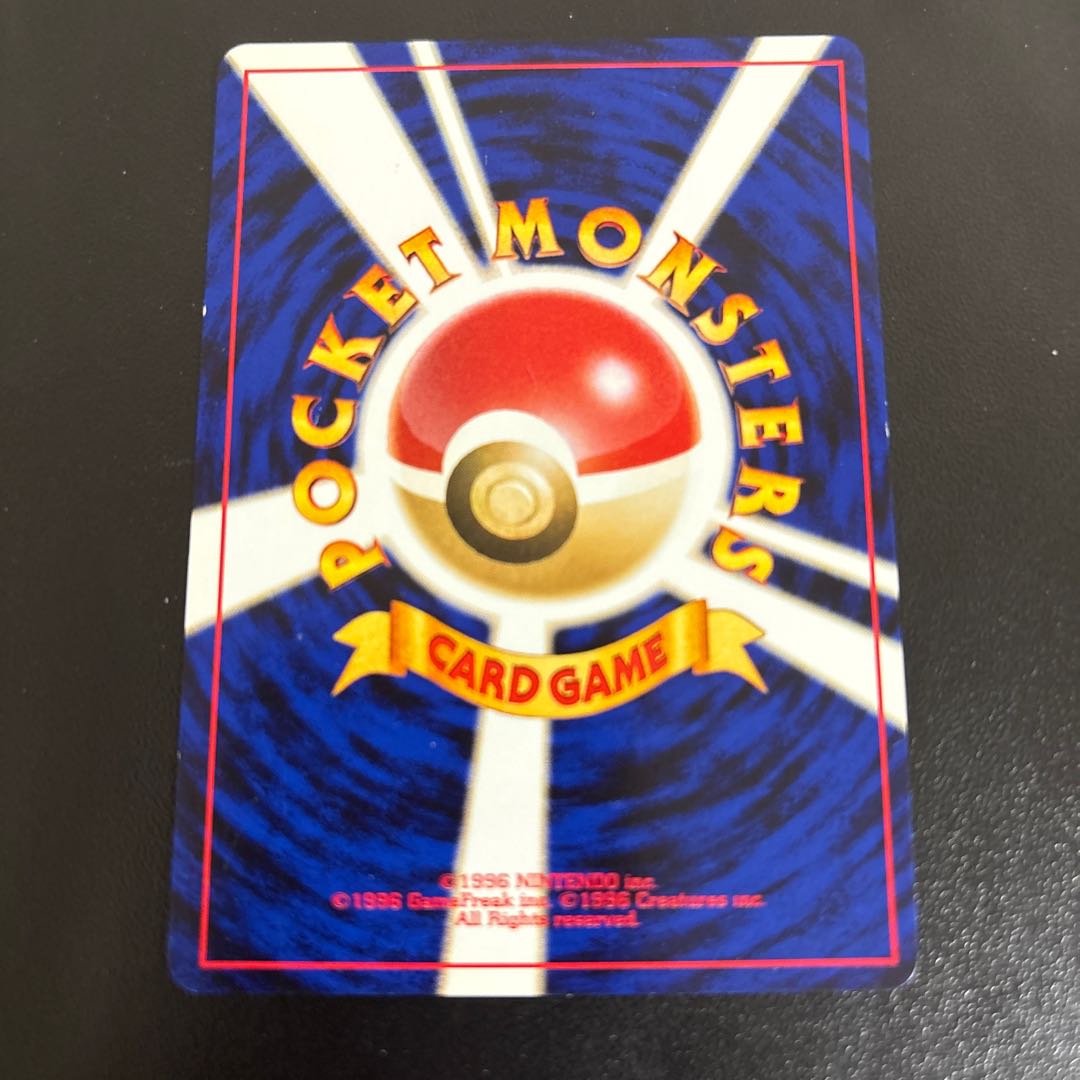 POCKET MONSTERS
CARD GAME
©1996 NINTENDO inc.
©1996 GameFreak inc. ©1996 Creatures inc.
All Rights reserved.